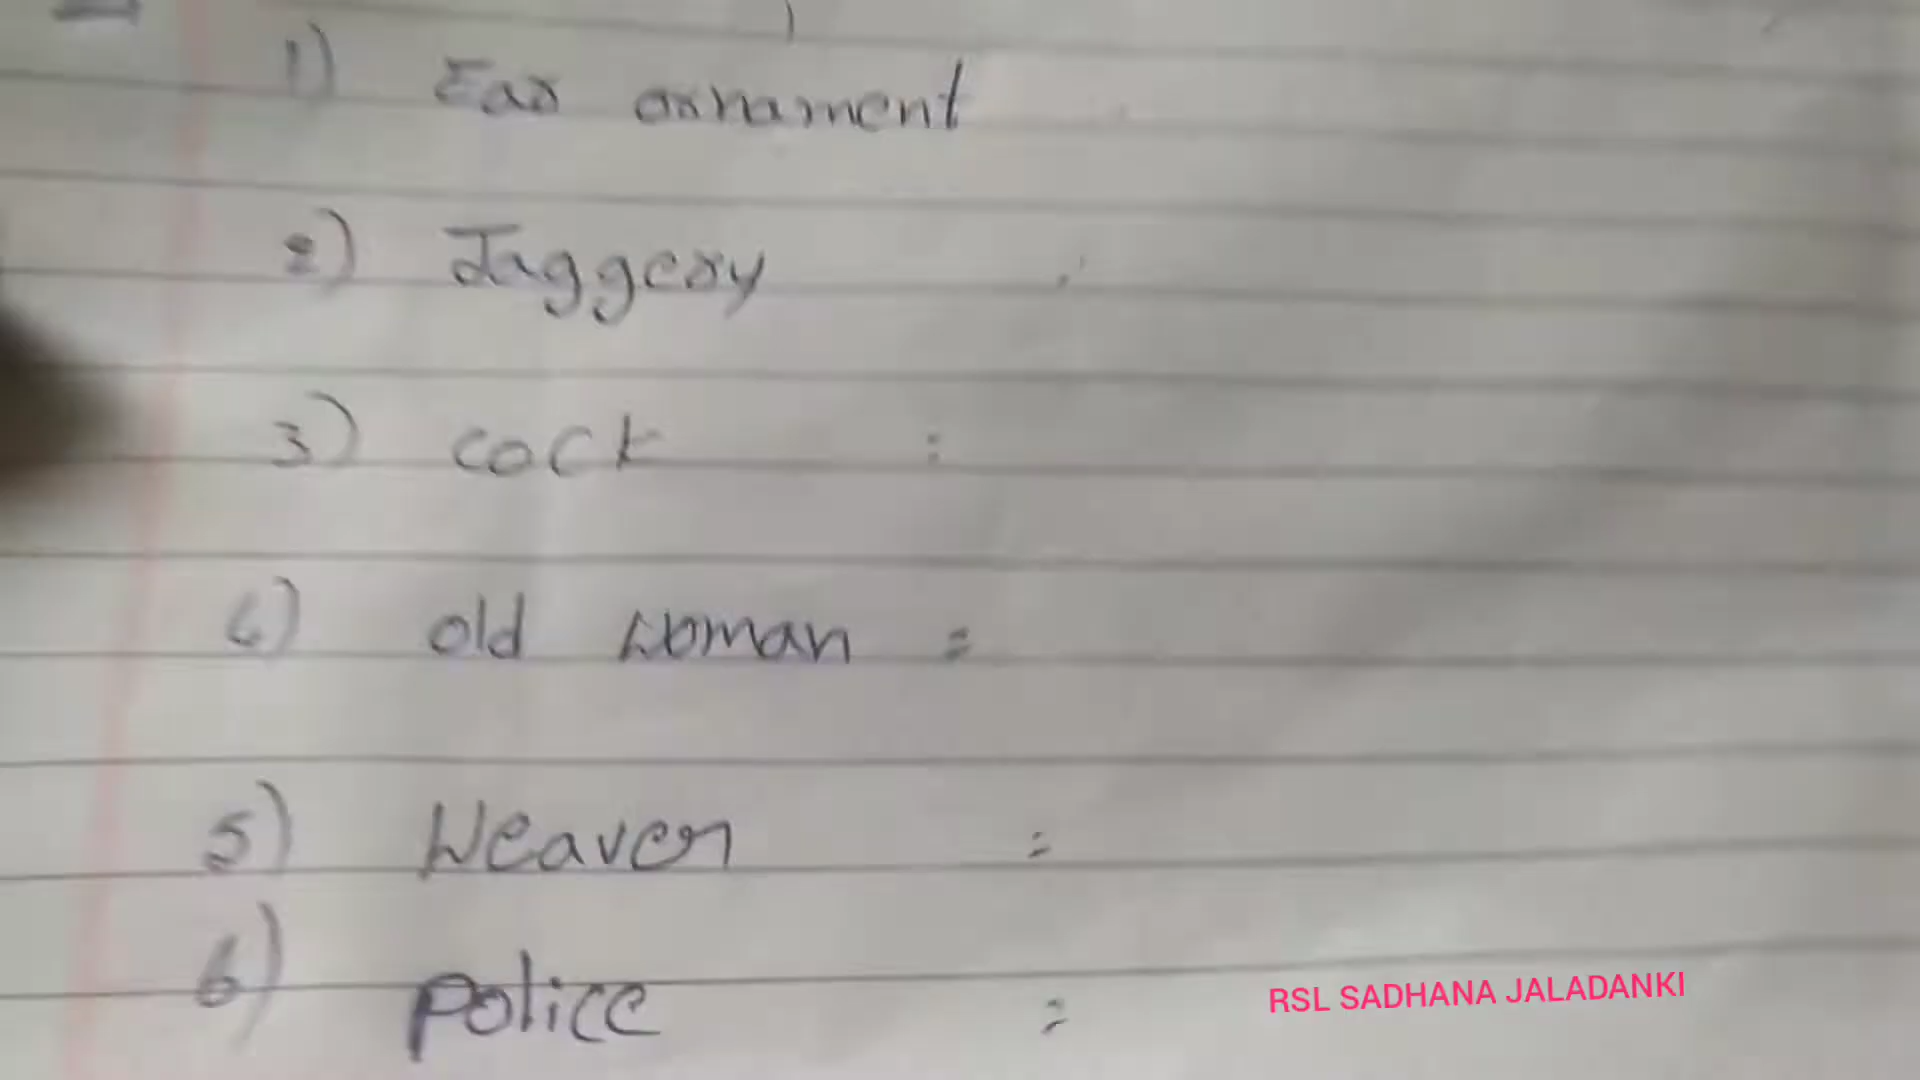 1) Ear ornament
2) Jaggery
3) cock :
4) old woman =
5) Weaver =
6) police =
RSL SADHANA JALADANKI